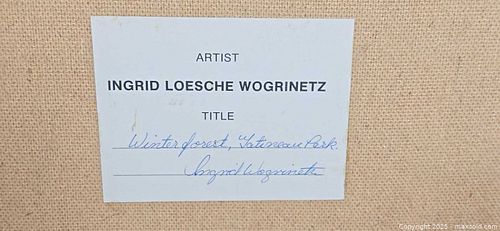 ARTIST
INGRID LOESCHE WOGRINETZ
TITLE
Winter forest, Gatineau Park
Ingrid Wogrinetz
Copyright 2025 - maxsold.com